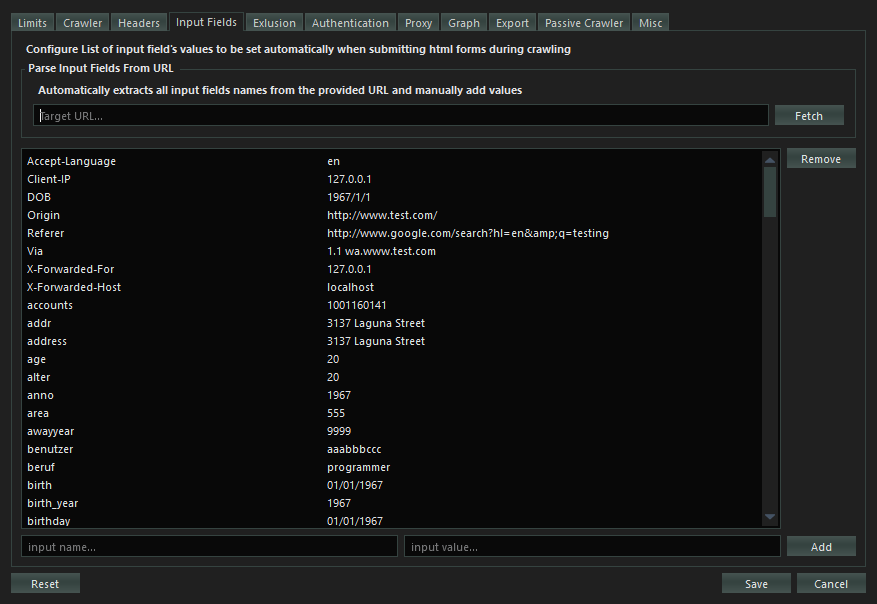 Limits Crawler Headers Input Fields Exlusion Authentication Proxy Graph Export Passive Crawler Misc
Configure List of input field's values to be set automatically when submitting html forms during crawling
Parse Input Fields From URL
Automatically extracts all input fields names from the provided URL and manually add values
Target URL... Fetch
Accept-Language en Remove
Client-IP 127.0.0.1
DOB 1967/1/1
Origin http://www.test.com/
Referer http://www.google.com/search?hl=en&amp;q=testing
Via 1.1 wa.www.test.com
X-Forwarded-For 127.0.0.1
X-Forwarded-Host localhost
accounts 1001160141
addr 3137 Laguna Street
address 3137 Laguna Street
age 20
alter 20
anno 1967
area 555
awayyear 9999
benutzer aaabbbccc
beruf programmer
birth 01/01/1967
birth_year 1967
birthday 01/01/1967
input name... input value... Add
Reset Save Cancel